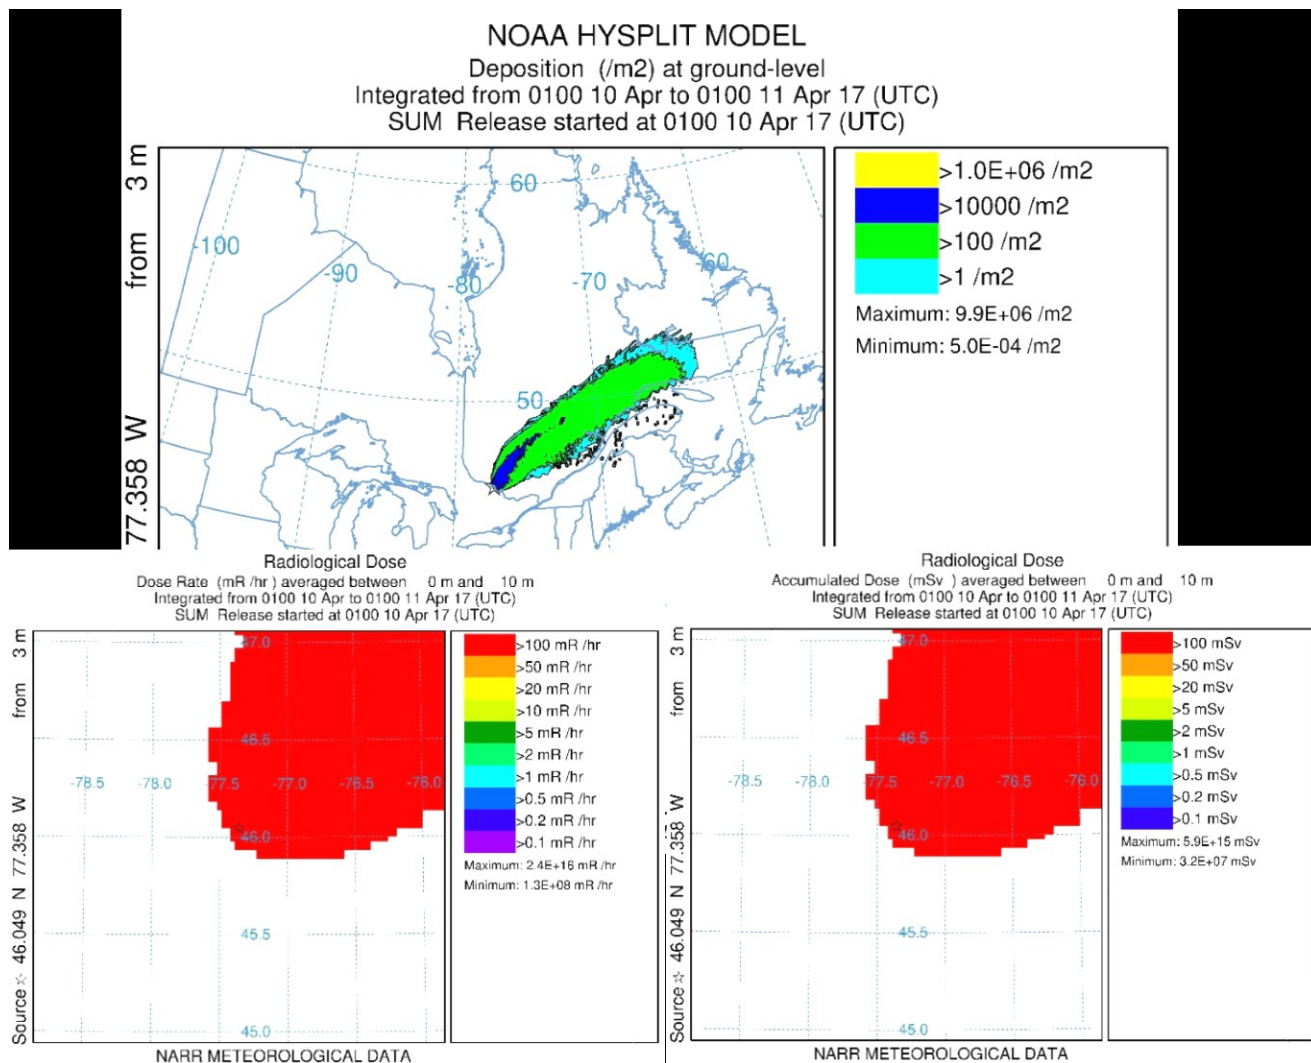 NOAA HYSPLIT MODEL
Deposition (/m2) at ground-level
Integrated from 0100 10 Apr to 0100 11 Apr 17 (UTC)
SUM Release started at 0100 10 Apr 17 (UTC)
77.358 W from 3 m
60
-100
-90
-80
-70
-60
50
>1.0E+06 /m2
>10000 /m2
>100 /m2
>1 /m2
Maximum: 9.9E+06 /m2
Minimum: 5.0E-04 /m2
Radiological Dose
Dose Rate (mR /hr ) averaged between 0 m and 10 m
Integrated from 0100 10 Apr to 0100 11 Apr 17 (UTC)
SUM Release started at 0100 10 Apr 17 (UTC)
Source ☆ 46.049 N 77.358 W from 3 m
47.0
46.5
-78.5
-78.0
-77.5
-77.0
-76.5
-76.0
46.0
45.5
45.0
>100 mR /hr
>50 mR /hr
>20 mR /hr
>10 mR /hr
>5 mR /hr
>2 mR /hr
>1 mR /hr
>0.5 mR /hr
>0.2 mR /hr
>0.1 mR /hr
Maximum: 2.4E+16 mR /hr
Minimum: 1.3E+08 mR /hr
NARR METEOROLOGICAL DATA
Radiological Dose
Accumulated Dose (mSv ) averaged between 0 m and 10 m
Integrated from 0100 10 Apr to 0100 11 Apr 17 (UTC)
SUM Release started at 0100 10 Apr 17 (UTC)
Source ☆ 46.049 N 77.358 W from 3 m
47.0
46.5
-78.5
-78.0
-77.5
-77.0
-76.5
-76.0
46.0
45.5
45.0
>100 mSv
>50 mSv
>20 mSv
>5 mSv
>2 mSv
>1 mSv
>0.5 mSv
>0.2 mSv
>0.1 mSv
Maximum: 5.9E+15 mSv
Minimum: 3.2E+07 mSv
NARR METEOROLOGICAL DATA